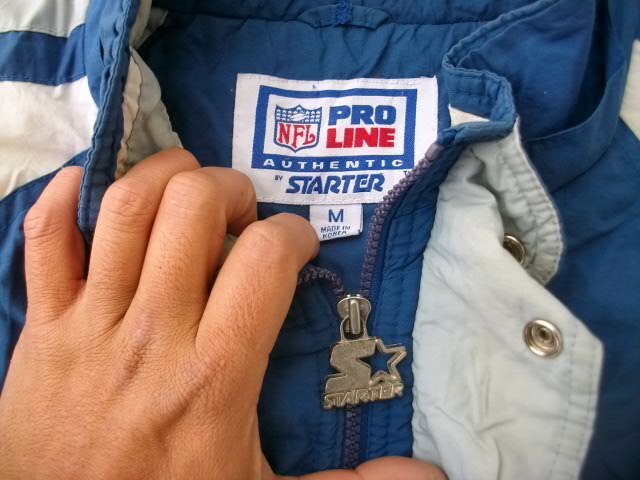 NFL
PRO
LINE
AUTHENTIC
BY STARTER
M
MADE IN
KOREA
S
STARTER